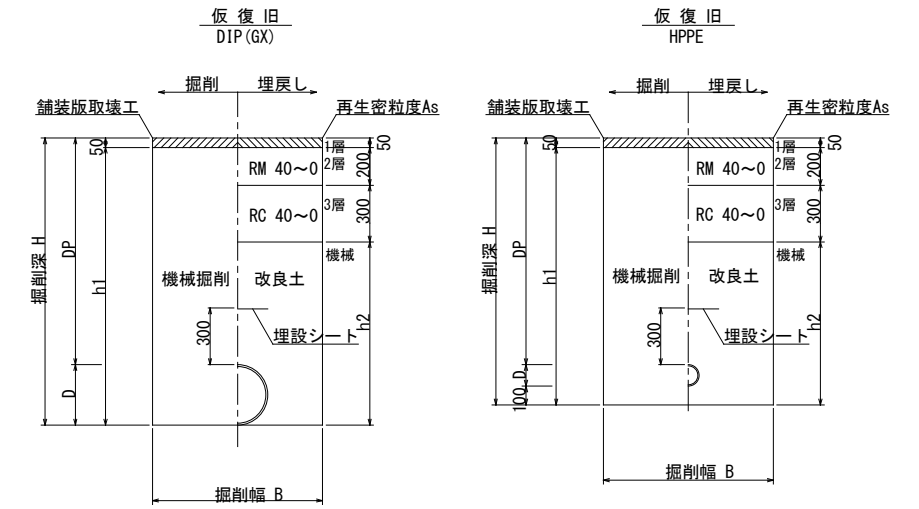 仮 復 旧
DIP(GX)
掘削 埋戻し
舗装版取壊工 再生密粒度As
50
50
1層
2層
RM 40～0
200
3層
RC 40～0
300
機械
掘削深 H
DP
h1
機械掘削 改良土
300
埋設シート
h2
D
掘削幅 B
仮 復 旧
HPPE
掘削 埋戻し
舗装版取壊工 再生密粒度As
50
50
1層
2層
RM 40～0
200
3層
RC 40～0
300
機械
掘削深 H
DP
h1
機械掘削 改良土
300
埋設シート
h2
D
100
掘削幅 B